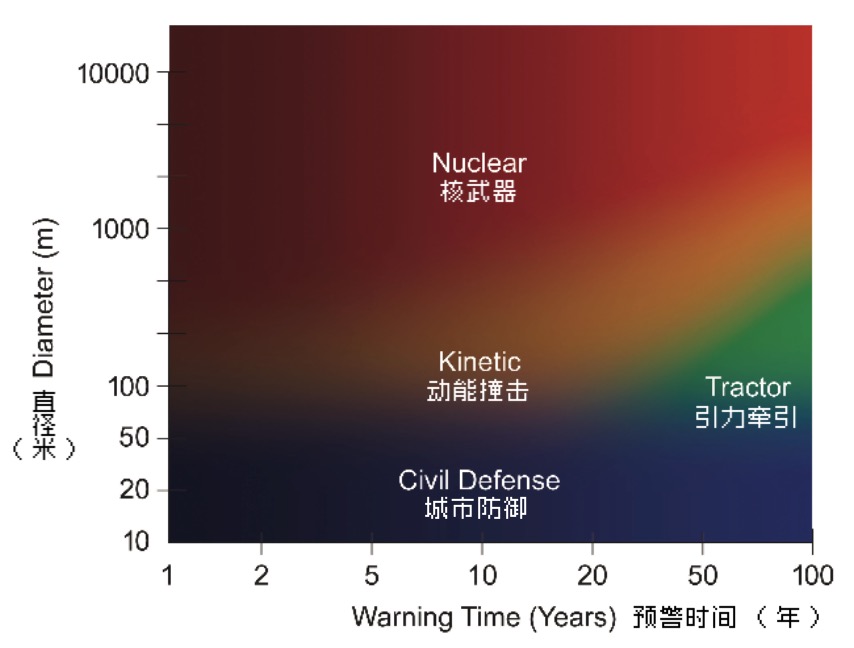 10000
1000
100
50
20
10
Diameter (m)
直径
（米）
Nuclear
核武器
Kinetic
动能撞击
Tractor
引力牵引
Civil Defense
城市防御
1 2 5 10 20 50 100
Warning Time (Years) 预警时间（年）